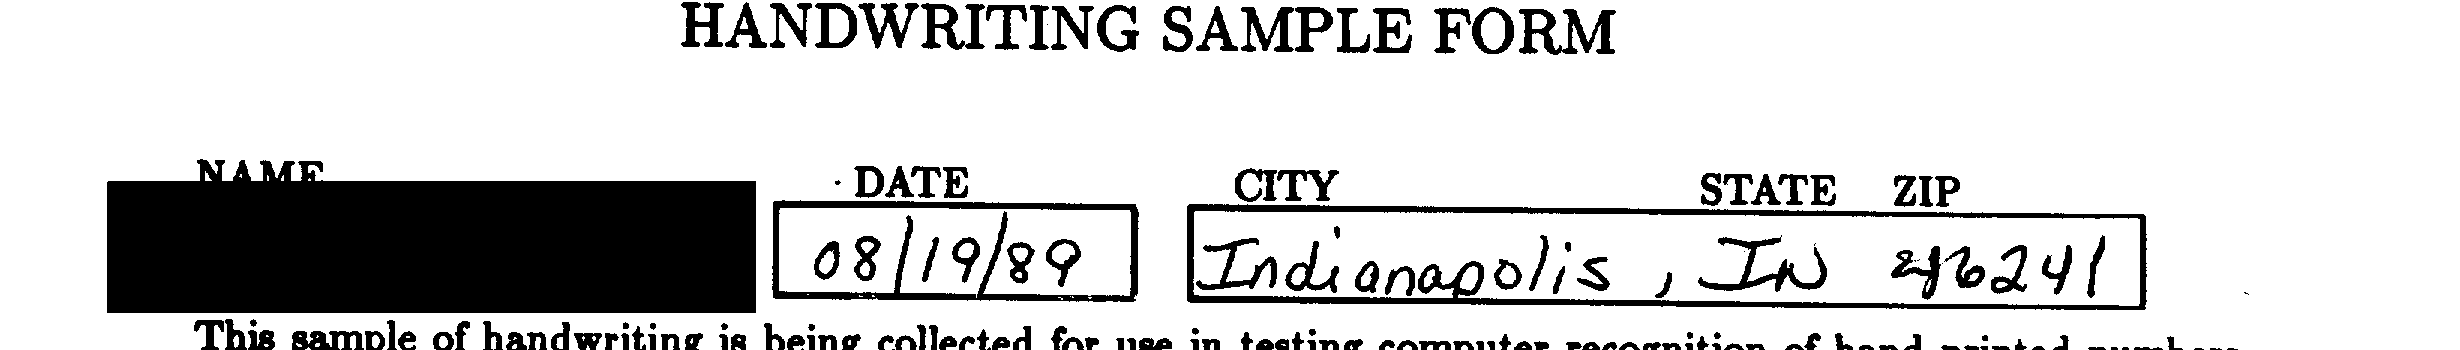 HANDWRITING SAMPLE FORM
NAME DATE CITY STATE ZIP
08/19/89 Indianapolis, IN 46241
This sample of handwriting is being collected for use in testing computer recognition of hand printed numbers